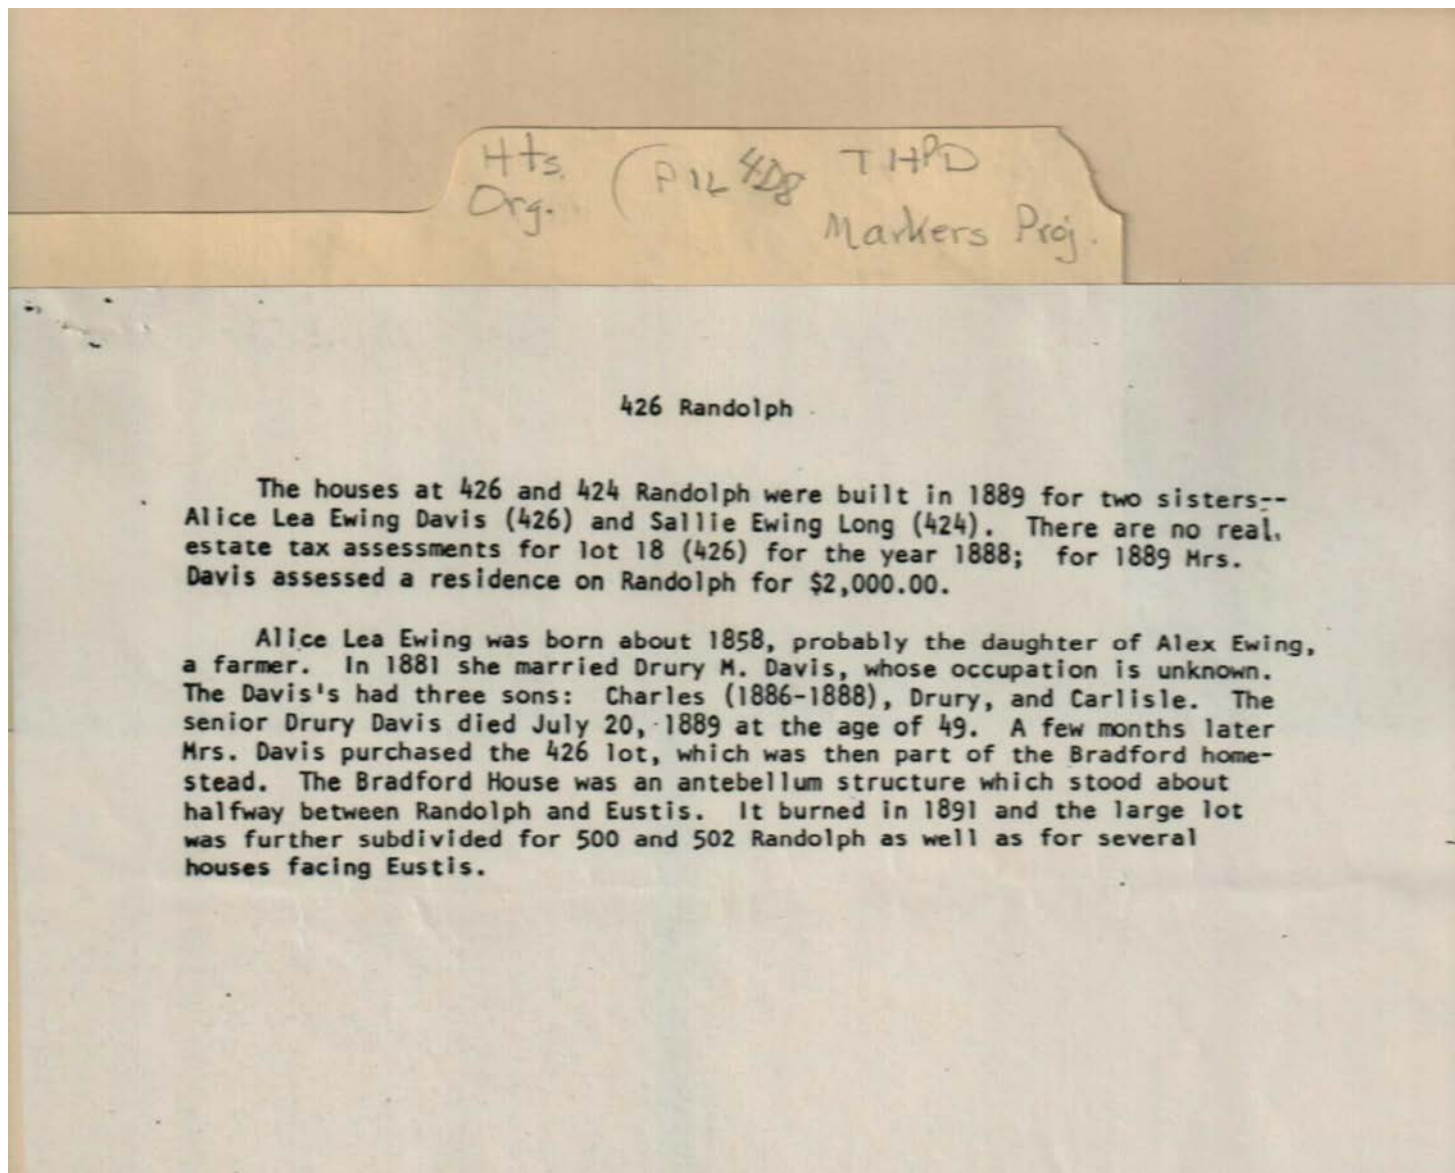 Hts. THPD
Org. Markers Proj.
426 Randolph
The houses at 426 and 424 Randolph were built in 1889 for two sisters--
Alice Lea Ewing Davis (426) and Sallie Ewing Long (424). There are no real
estate tax assessments for lot 18 (426) for the year 1888; for 1889 Mrs.
Davis assessed a residence on Randolph for $2,000.00.
Alice Lea Ewing was born about 1858, probably the daughter of Alex Ewing,
a farmer. In 1881 she married Drury M. Davis, whose occupation is unknown.
The Davis's had three sons: Charles (1886-1888), Drury, and Carlisle. The
senior Drury Davis died July 20, 1889 at the age of 49. A few months later
Mrs. Davis purchased the 426 lot, which was then part of the Bradford home-
stead. The Bradford House was an antebellum structure which stood about
halfway between Randolph and Eustis. It burned in 1891 and the large lot
was further subdivided for 500 and 502 Randolph as well as for several
houses facing Eustis.